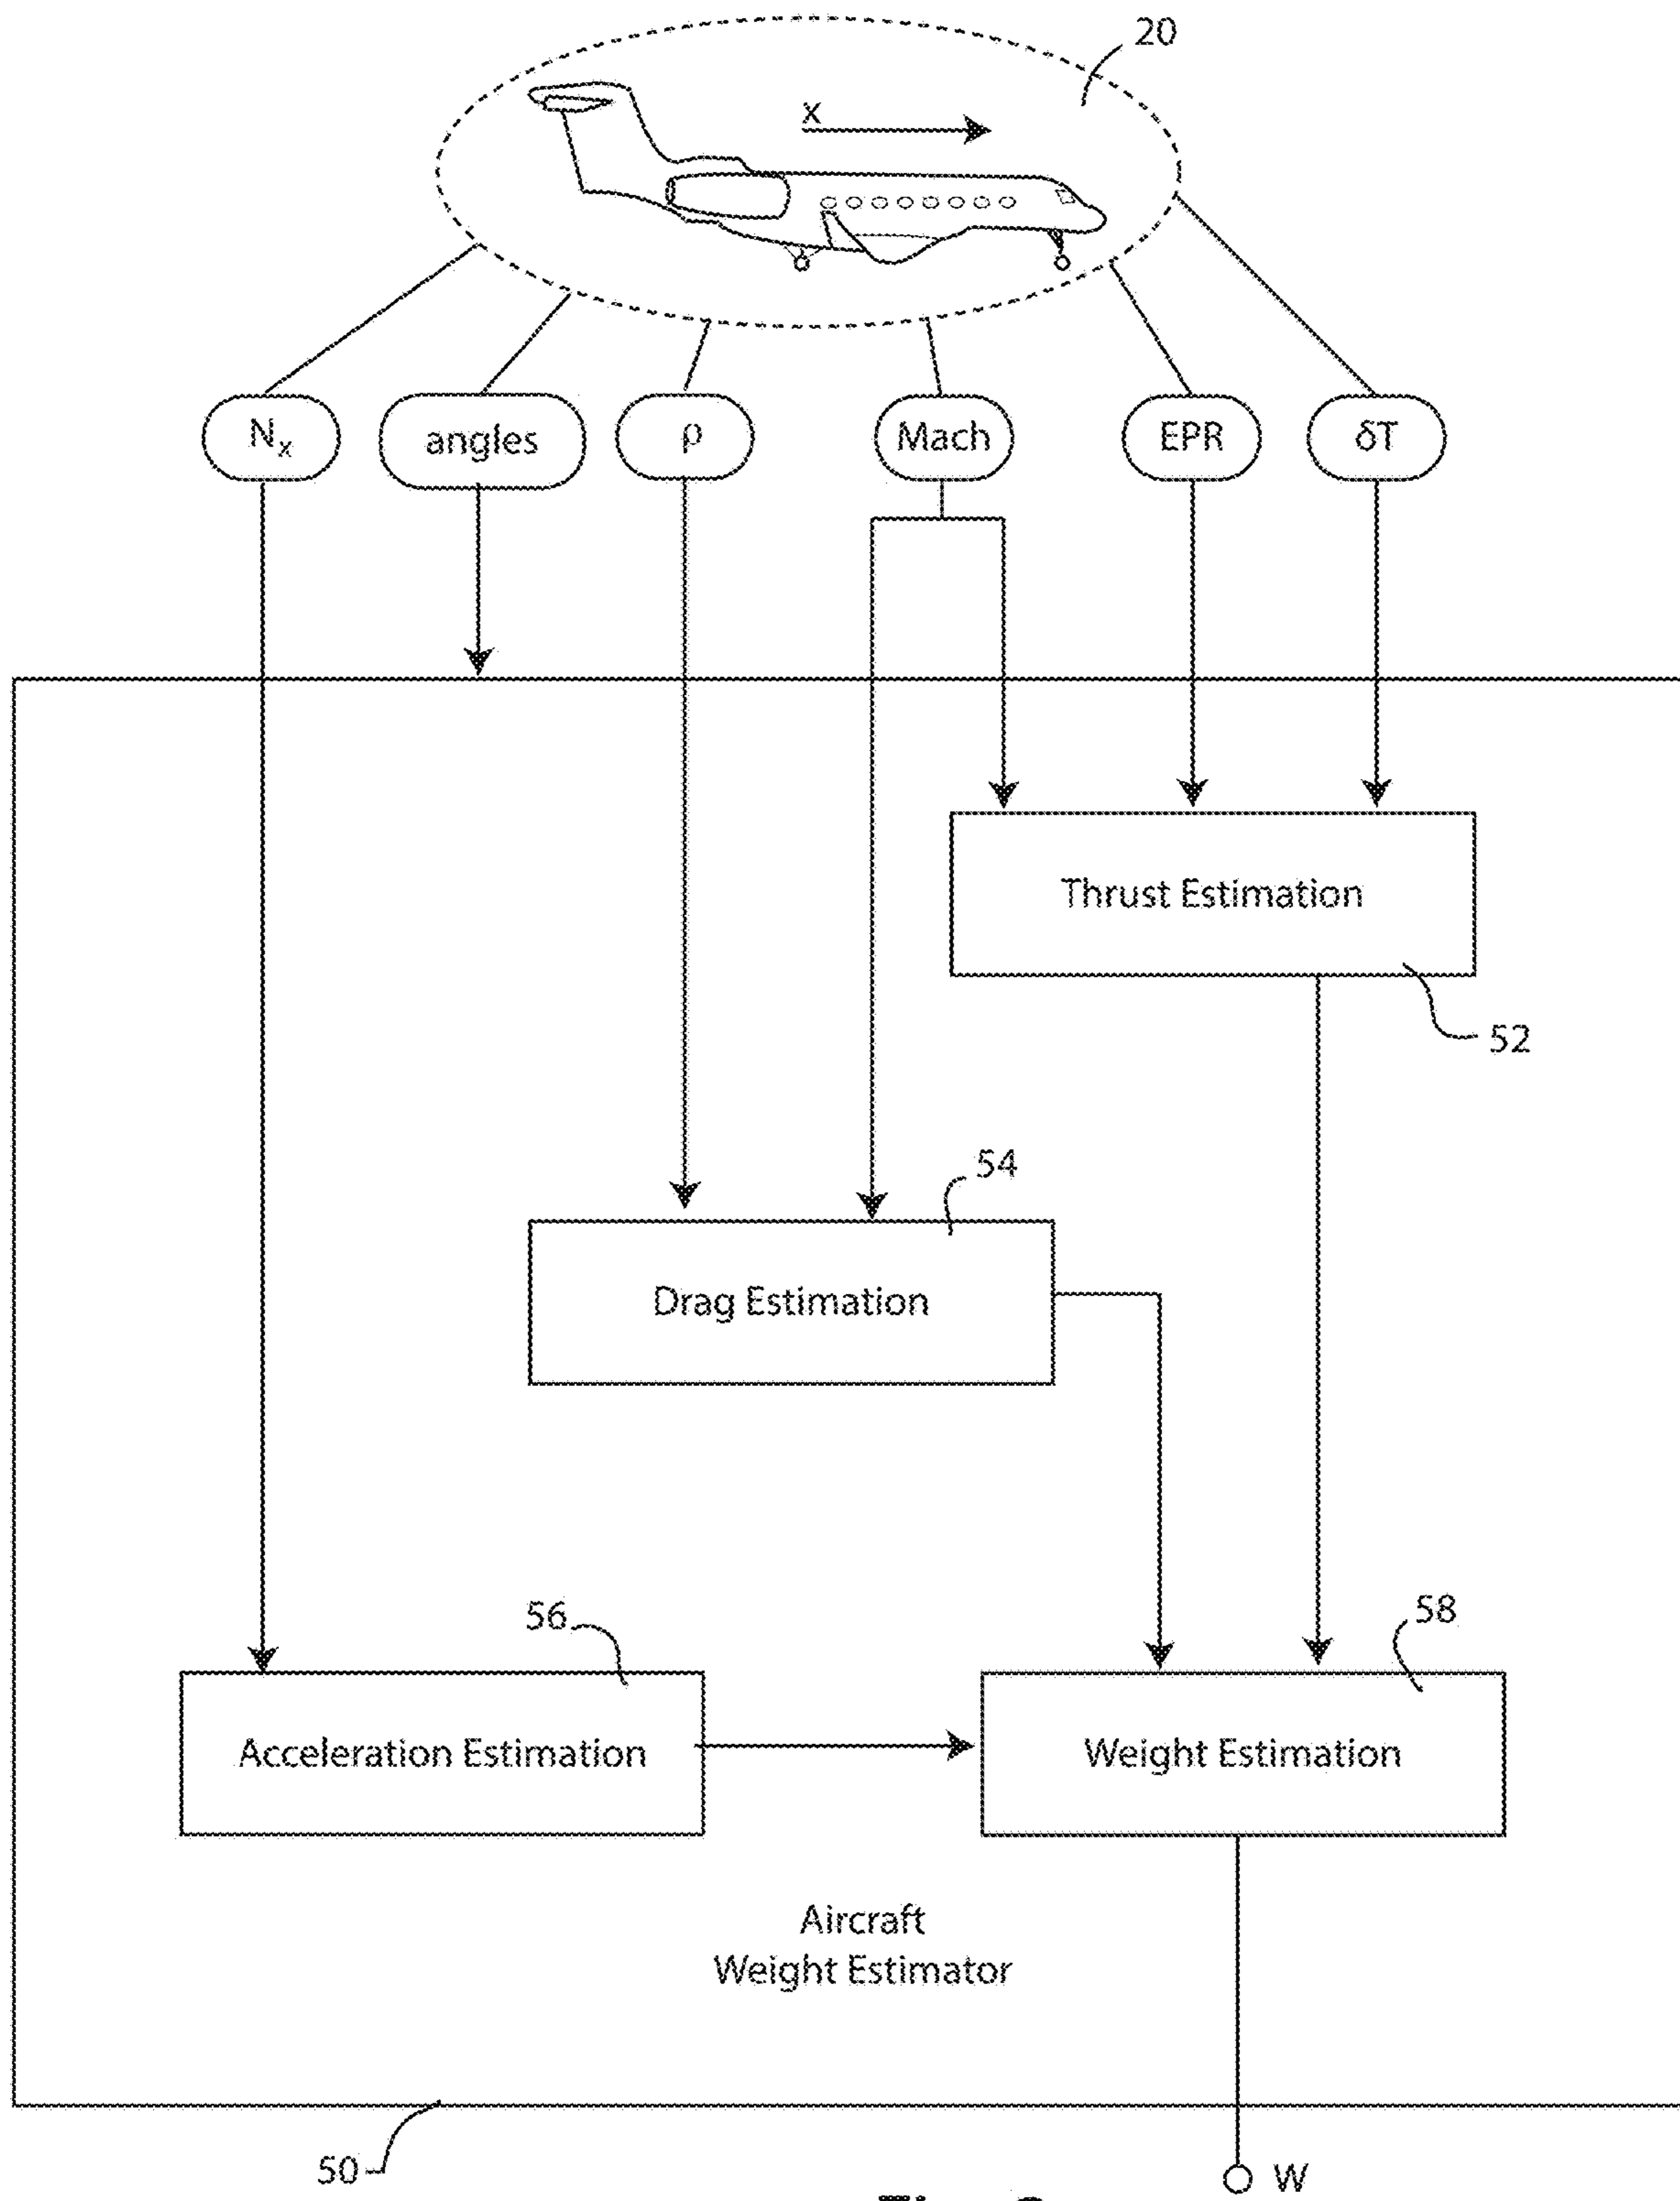 20
X
Nx
angles
ρ
Mach
EPR
δT
Thrust Estimation
52
54
Drag Estimation
56
58
Acceleration Estimation
Weight Estimation
Aircraft
Weight Estimator
50
W